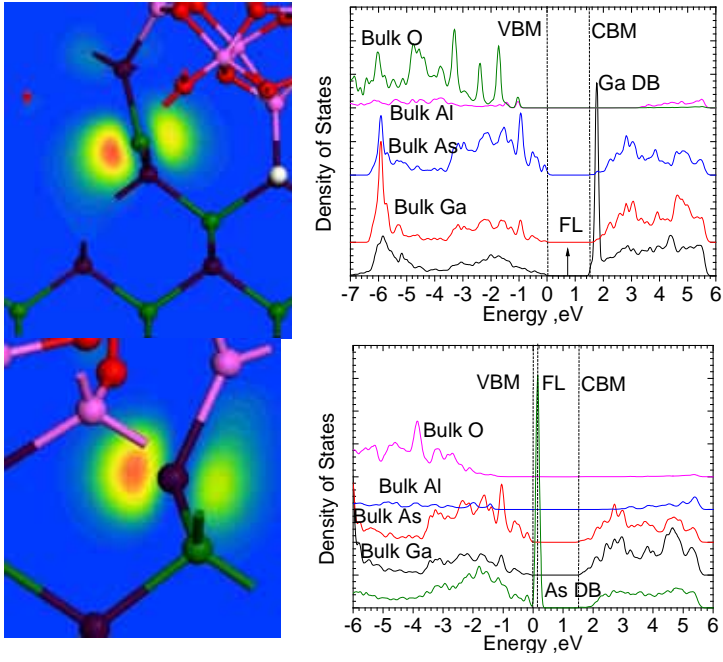 VBM CBM
Bulk O
Ga DB
Bulk Al
Bulk As
Bulk Ga
FL
Density of States
-7 -6 -5 -4 -3 -2 -1 0 1 2 3 4 5 6
Energy ,eV
VBM FL CBM
Bulk O
Bulk Al
Bulk As
Bulk Ga
As DB
Density of States
-6 -5 -4 -3 -2 -1 0 1 2 3 4 5 6
Energy ,eV